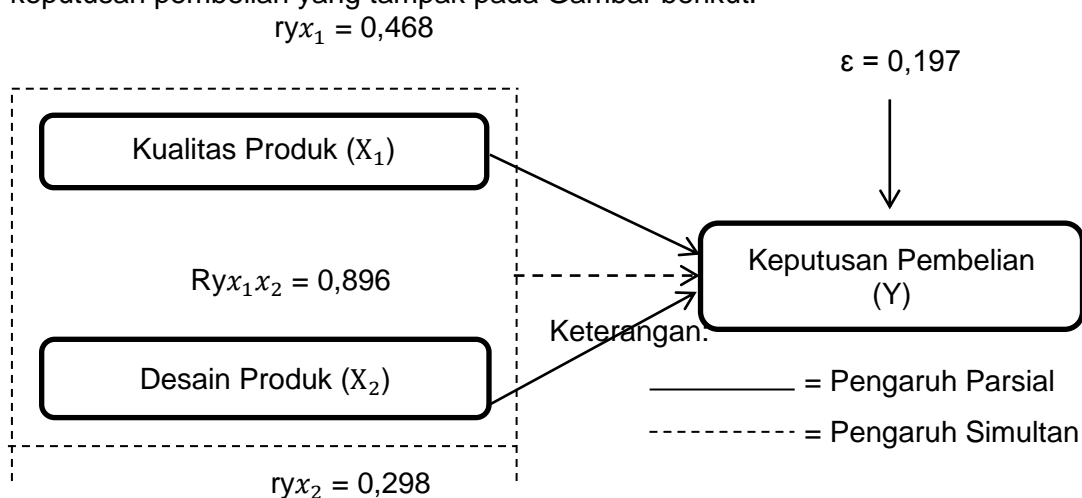 keputusan pembelian yang tampak pada Gambar berikut:
ry𝑥₁ = 0,468
ε = 0,197
Kualitas Produk (X₁)
Ry𝑥₁𝑥₂ = 0,896
Keputusan Pembelian
(Y)
Keterangan:
Desain Produk (X₂)
= Pengaruh Parsial
= Pengaruh Simultan
ry𝑥₂ = 0,298